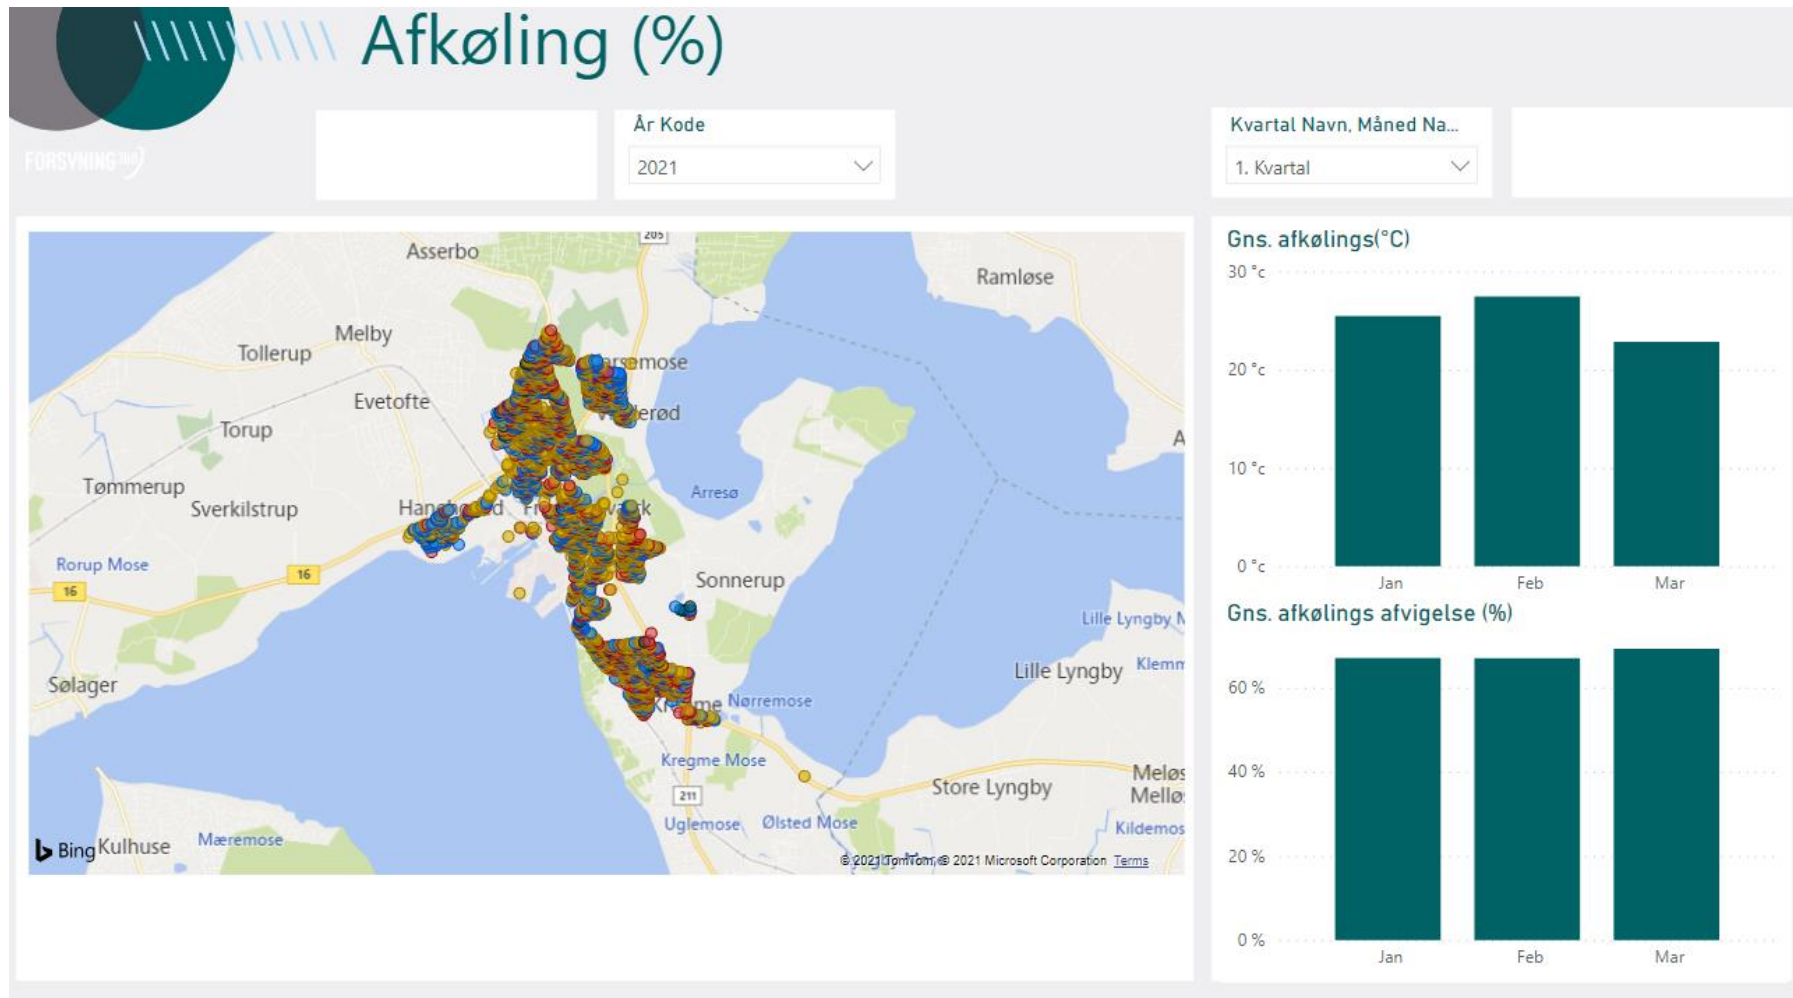 Afkøling (%)
FORSYNING
År Kode
2021
Kvartal Navn, Måned Na...
1. Kvartal
Asserbo
205
Ramløse
Melby
Tollerup
Evetofte
Torup
Tømmerup
Sverkilstrup
Arresø
Rorup Mose
16
16
Sonnerup
Lille Lyngby
Sølager
Lille Lyngby
Nørremose
Kregme Mose
211
Store Lyngby
Uglemose
Ølsted Mose
Kulhuse
Mæremose
Bing
© 2021 TomTom, © 2021 Microsoft Corporation Terms
Gns. afkølings(°C)
30 °c
20 °c
10 °c
0 °c
Jan Feb Mar
Gns. afkølings afvigelse (%)
60 %
40 %
20 %
0 %
Jan Feb Mar